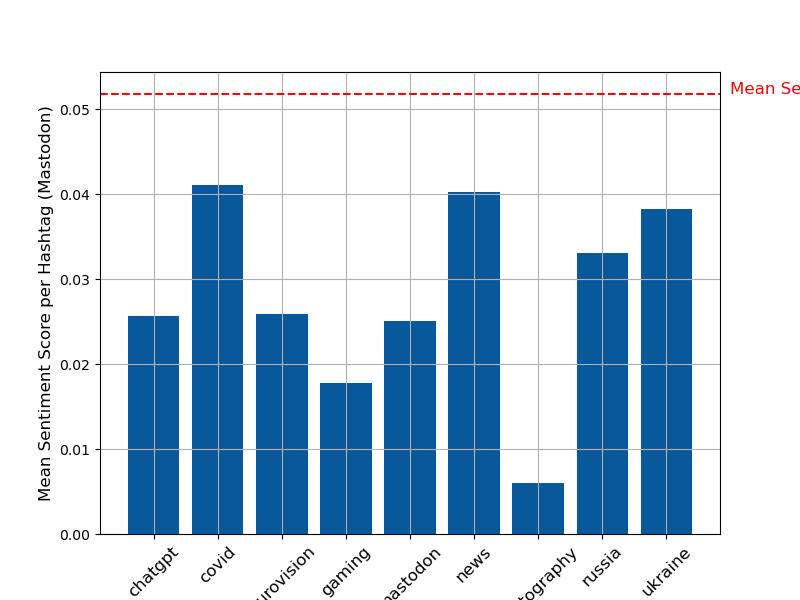 Mean Se
0.05
0.04
0.03
0.02
0.01
0.00
Mean Sentiment Score per Hashtag (Mastodon)
chatgpt
covid
urovision
gaming
astodon
news
tography
russia
ukraine